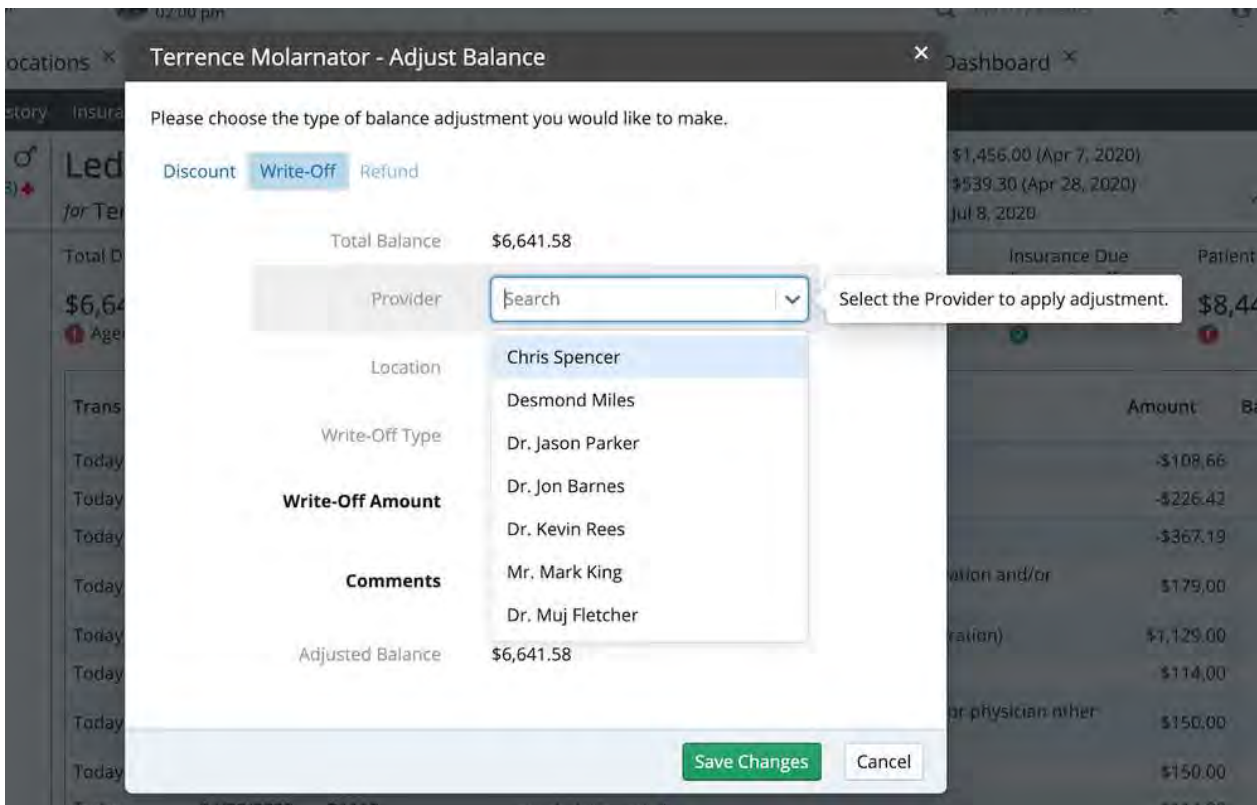 02:00 pm
ocations ×
Dashboard ×
Terrence Molarnator - Adjust Balance ×
story Insura
Please choose the type of balance adjustment you would like to make.
Discount Write-Off Refund
Led
for Ter
$1,456.00 (Apr 7, 2020)
$539.30 (Apr 28, 2020)
Jul 8, 2020
Total Balance $6,641.58
Total D
Insurance Due
Patient
Provider Search
Select the Provider to apply adjustment.
$6,64
$8,44
Age
Chris Spencer
Location
Desmond Miles
Dr. Jason Parker
Write-Off Type
Dr. Jon Barnes
Write-Off Amount
Dr. Kevin Rees
Mr. Mark King
Comments
Dr. Muj Fletcher
Adjusted Balance $6,641.58
Trans
Amount Ba
Today -$108.66
Today -$226.42
Today -$367.19
Today ation and/or $179.00
Today ration) $1,129.00
Today $114.00
Today or physician other $150.00
Today $150.00
Save Changes Cancel